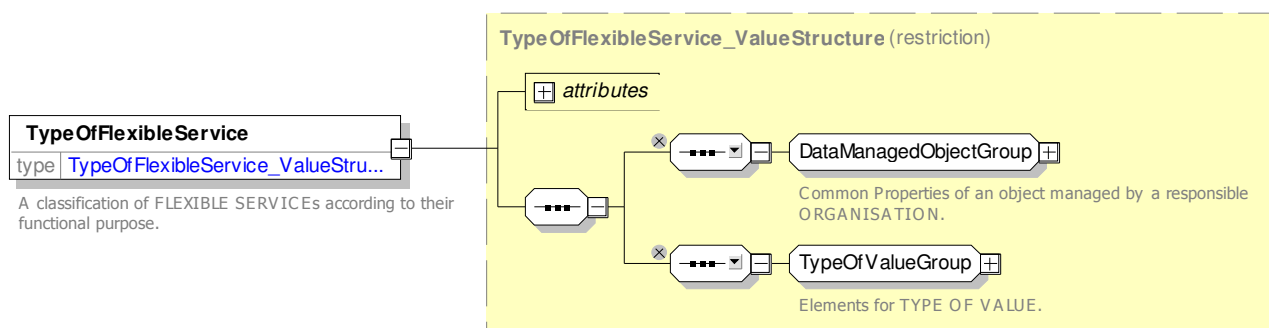 TypeOfFlexibleService_ValueStructure (restriction)
attributes
TypeOfFlexibleService
type TypeOfFlexibleService_ValueStru...
A classification of FLEXIBLE SERVICEs according to their
functional purpose.
DataManagedObjectGroup
Common Properties of an object managed by a responsible
ORGANISATION.
TypeOfValueGroup
Elements for TYPE OF VALUE.